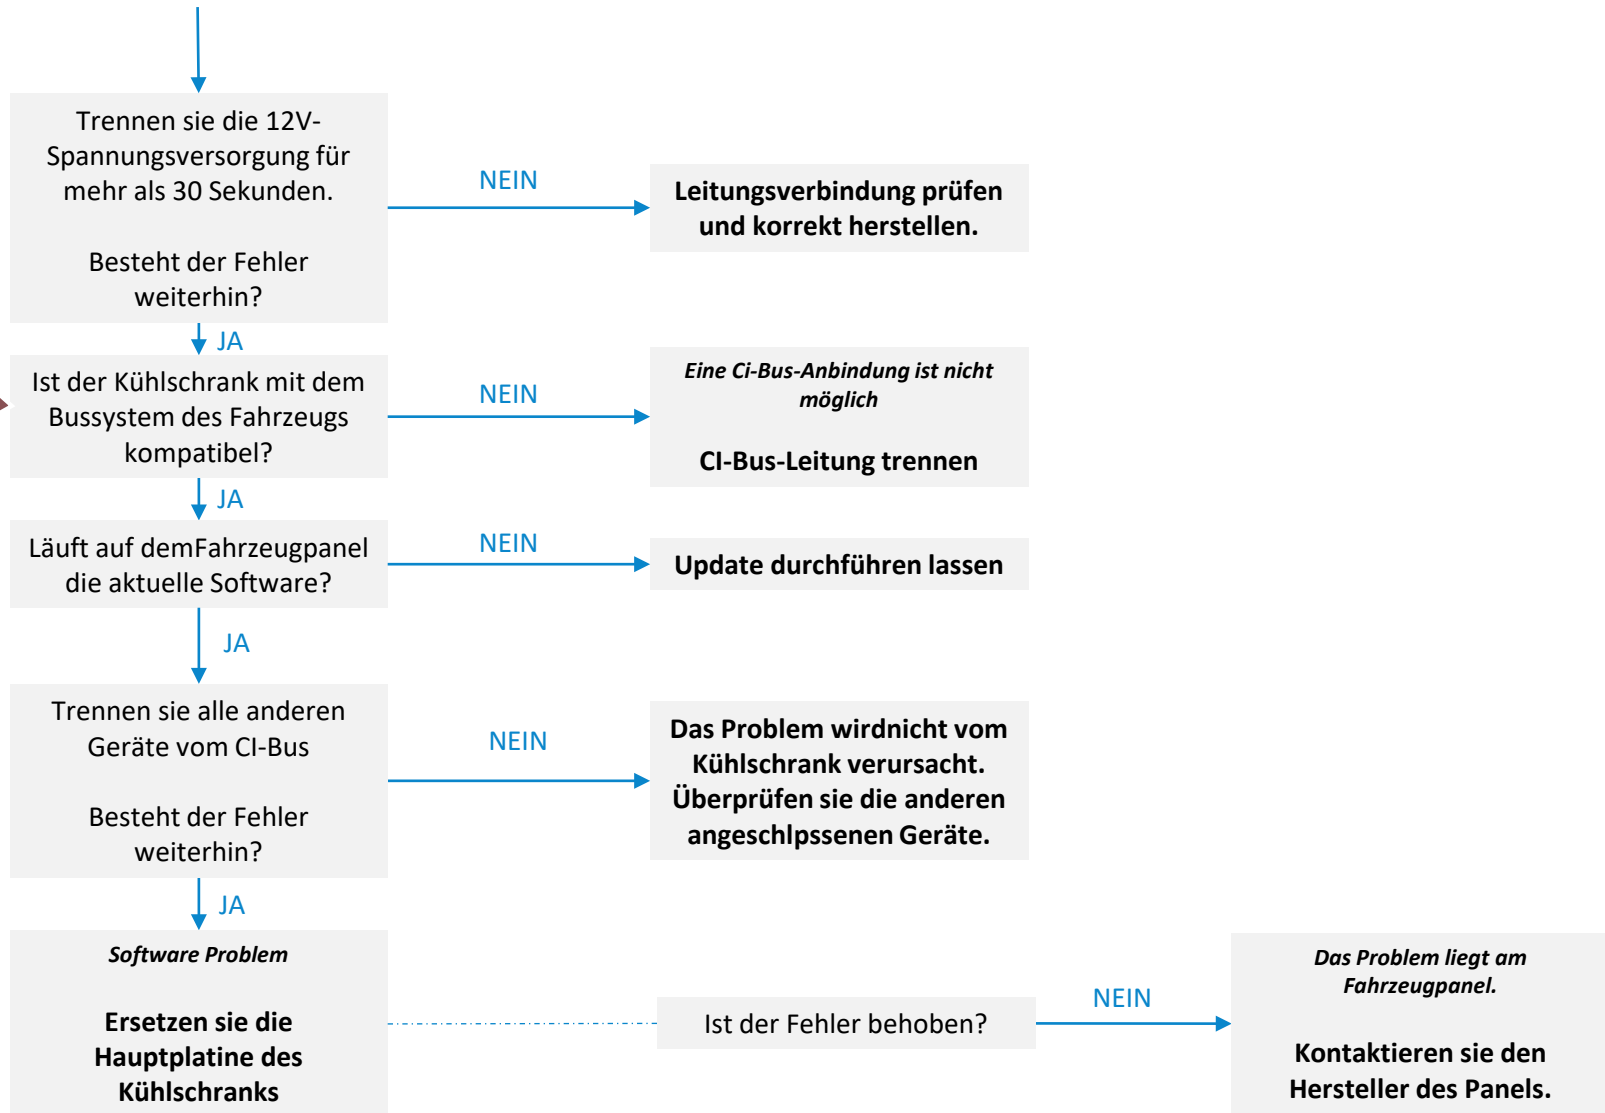 Trennen sie die 12V-
Spannungsversorgung für
mehr als 30 Sekunden.
Besteht der Fehler
weiterhin?
NEIN
Leitungsverbindung prüfen
und korrekt herstellen.
JA
Ist der Kühlschrank mit dem
Bussystem des Fahrzeugs
kompatibel?
NEIN
Eine Ci-Bus-Anbindung ist nicht
möglich
CI-Bus-Leitung trennen
JA
Läuft auf demFahrzeugpanel
die aktuelle Software?
NEIN
Update durchführen lassen
JA
Trennen sie alle anderen
Geräte vom CI-Bus
Besteht der Fehler
weiterhin?
NEIN
Das Problem wirdnicht vom
Kühlschrank verursacht.
Überprüfen sie die anderen
angeschlpssenen Geräte.
JA
Software Problem
Ersetzen sie die
Hauptplatine des
Kühlschranks
Ist der Fehler behoben?
NEIN
Das Problem liegt am
Fahrzeugpanel.
Kontaktieren sie den
Hersteller des Panels.